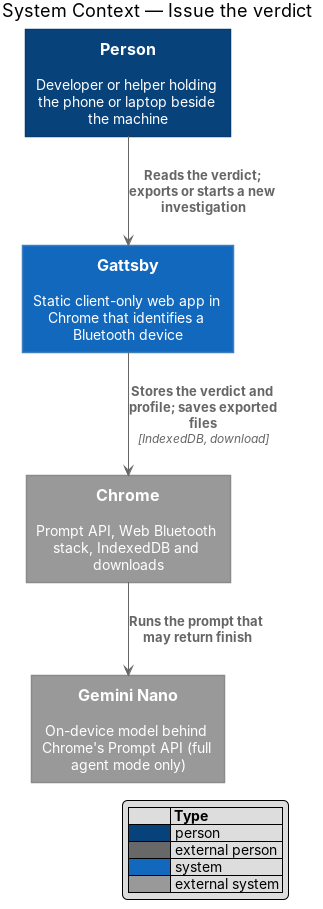 System Context — Issue the verdict
Person
Developer or helper holding
the phone or laptop beside
the machine
Reads the verdict;
exports or starts a new
investigation
Gattsby
Static client-only web app in
Chrome that identifies a
Bluetooth device
Stores the verdict and
profile; saves exported
files
[IndexedDB, download]
Chrome
Prompt API, Web Bluetooth
stack, IndexedDB and
downloads
Runs the prompt that
may return finish
Gemini Nano
On-device model behind
Chrome's Prompt API (full
agent mode only)
Type
person
external person
system
external system